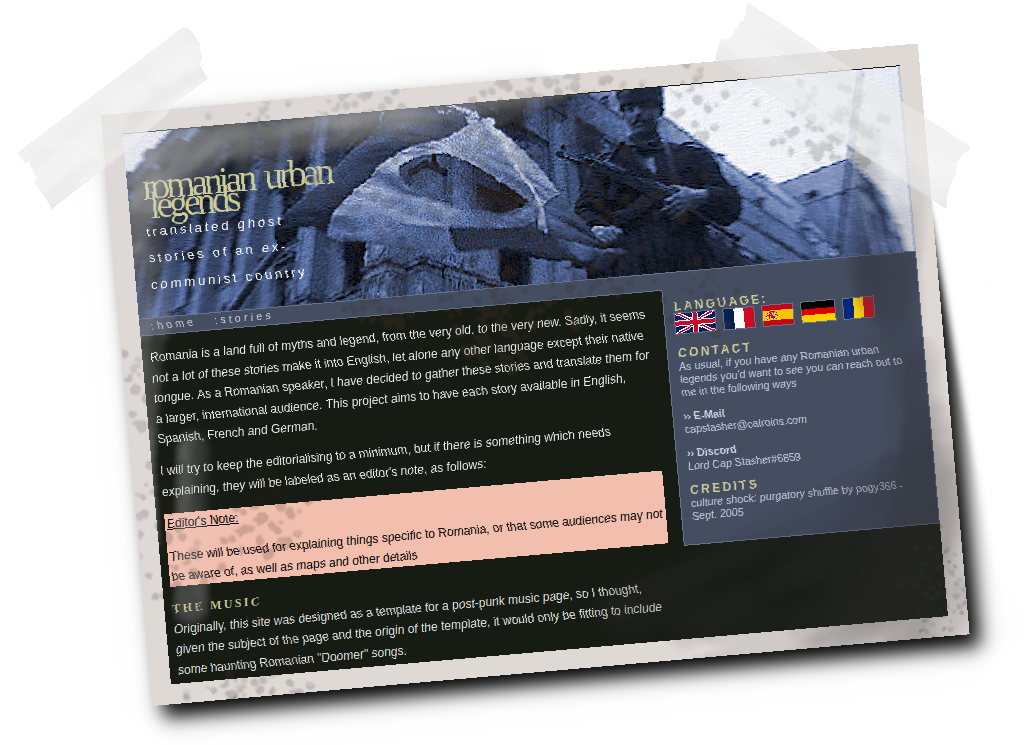 romanian urban
legends
translated ghost
stories of an ex-
communist country
:home :stories
Romania is a land full of myths and legend, from the very old, to the very new. Sadly, it seems
not a lot of these stories make it into English, let alone any other language except their native
tongue. As a Romanian speaker, I have decided to gather these stories and translate them for
a larger, international audience. This project aims to have each story available in English,
Spanish, French and German.
I will try to keep the editorialising to a minimum, but if there is something which needs
explaining, they will be labeled as an editor's note, as follows:
Editor's Note:
These will be used for explaining things specific to Romania, or that some audiences may not
be aware of, as well as maps and other details
THE MUSIC
Originally, this site was designed as a template for a post-punk music page, so I thought,
given the subject of the page and the origin of the template, it would only be fitting to include
some haunting Romanian "Doomer" songs.
LANGUAGE:
CONTACT
As usual, if you have any Romanian urban
legends you'd want to see you can reach out to
me in the following ways
›› E-Mail
capstasher@calroins.com
›› Discord
Lord Cap Stasher#6859
CREDITS
culture shock: purgatory shuffle by pogy366 -
Sept. 2005